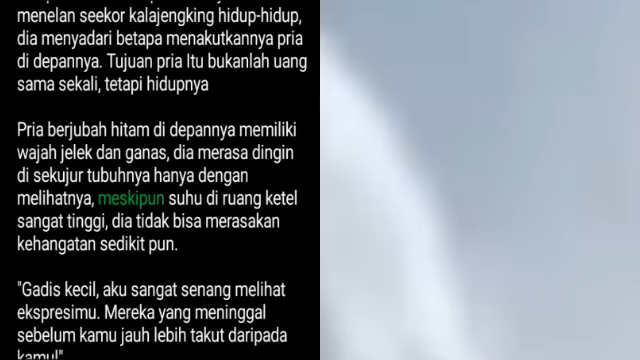 menelan seekor kalajengking hidup-hidup,
dia menyadari betapa menakutkannya pria
di depannya. Tujuan pria Itu bukanlah uang
sama sekali, tetapi hidupnya
Pria berjubah hitam di depannya memiliki
wajah jelek dan ganas, dia merasa dingin
di sekujur tubuhnya hanya dengan
melihatnya, meskipun suhu di ruang ketel
sangat tinggi, dia tidak bisa merasakan
kehangatan sedikit pun.
"Gadis kecil, aku sangat senang melihat
ekspresimu. Mereka yang meninggal
sebelum kamu jauh lebih takut daripada
kamu!"